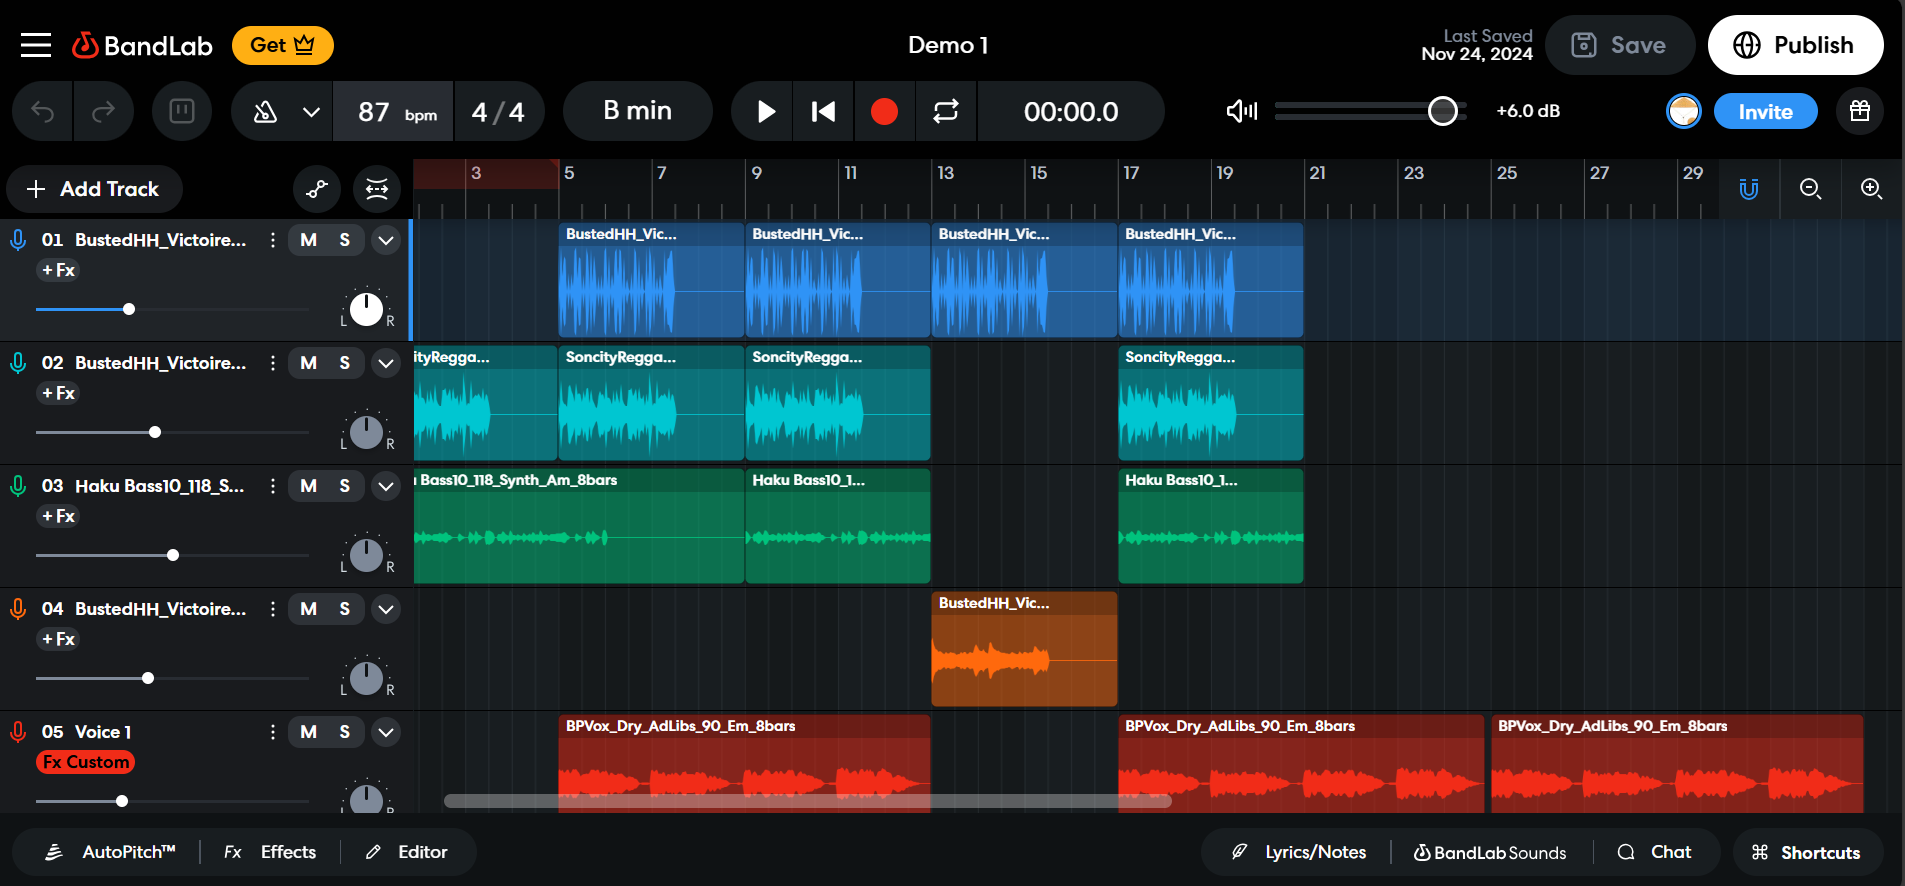 BandLab
Get
Demo 1
Last Saved
Nov 24, 2024
Save
Publish
87 bpm
4/4
B min
00:00.0
+6.0 dB
Invite
+ Add Track
3 5 7 9 11 13 15 17 19 21 23 25 27 29
01 BustedHH_Victoire... M S
+ Fx
L R
BustedHH_Vic... BustedHH_Vic... BustedHH_Vic... BustedHH_Vic...
02 BustedHH_Victoire... M S
+ Fx
L R
ityRegga... SoncityRegga... SoncityRegga... SoncityRegga...
03 Haku Bass10_118_S... M S
+ Fx
L R
Bass10_118_Synth_Am_8bars Haku Bass10_1... Haku Bass10_1...
04 BustedHH_Victoire... M S
+ Fx
L R
BustedHH_Vic...
05 Voice 1 M S
Fx Custom
L R
BPVox_Dry_AdLibs_90_Em_8bars BPVox_Dry_AdLibs_90_Em_8bars BPVox_Dry_AdLibs_90_Em_8bars
AutoPitch™ Fx Effects Editor
Lyrics/Notes BandLab Sounds Chat Shortcuts